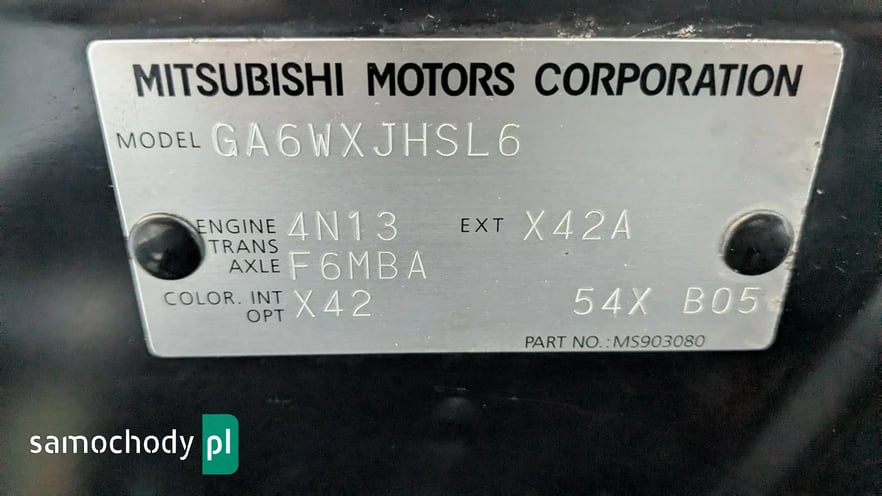 MITSUBISHI MOTORS CORPORATION
MODEL GA6WXJHSL6
ENGINE 4N13 EXT X42A
TRANS
AXLE F6MBA
COLOR. INT X42 54X B05
OPT
PART NO.: MS903080
samochody pl